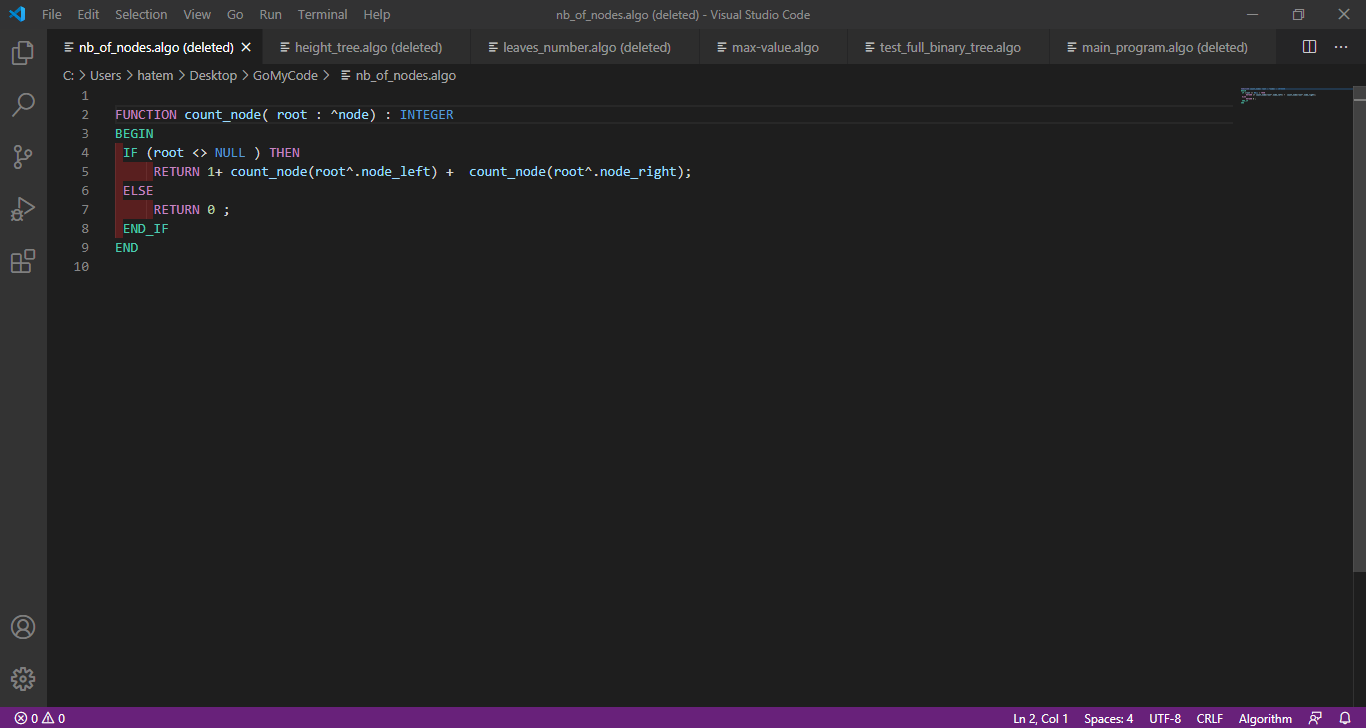 File Edit Selection View Go Run Terminal Help nb_of_nodes.algo (deleted) - Visual Studio Code
nb_of_nodes.algo (deleted) height_tree.algo (deleted) leaves_number.algo (deleted) max-value.algo test_full_binary_tree.algo main_program.algo (deleted)
C: > Users > hatem > Desktop > GoMyCode > nb_of_nodes.algo
1
2 FUNCTION count_node( root : ^node) : INTEGER
3 BEGIN
4 IF (root <> NULL ) THEN
5 RETURN 1+ count_node(root^.node_left) + count_node(root^.node_right);
6 ELSE
7 RETURN 0 ;
8 END_IF
9 END
10
0 0 Ln 2, Col 1 Spaces: 4 UTF-8 CRLF Algorithm